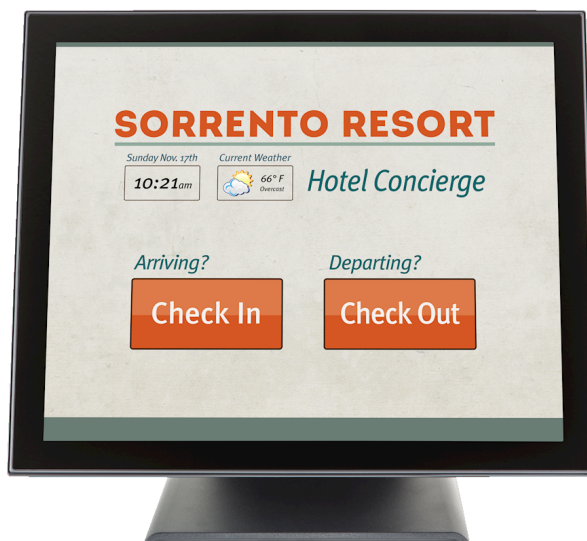 SORRENTO RESORT
Sunday Nov. 17th Current Weather
10:21am 66° F
Overcast
Hotel Concierge
Arriving? Departing?
Check In Check Out